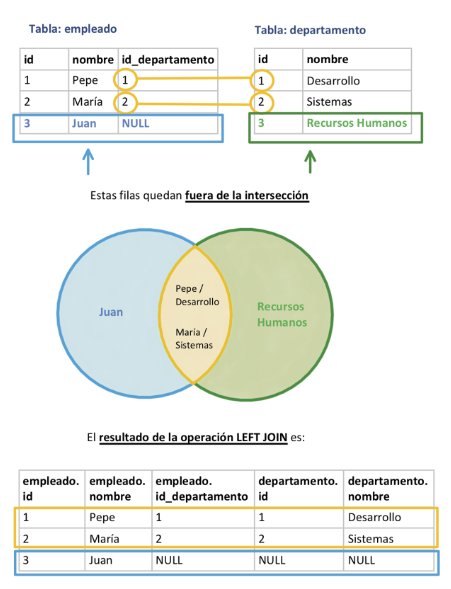 Tabla: empleado
Tabla: departamento
id nombre id_departamento
1 Pepe 1
2 María 2
3 Juan NULL
id nombre
1 Desarrollo
2 Sistemas
3 Recursos Humanos
Estas filas quedan fuera de la intersección
Juan
Pepe /
Desarrollo
María /
Sistemas
Recursos
Humanos
El resultado de la operación LEFT JOIN es:
empleado. empleado. empleado. departamento. departamento.
id nombre id_departamento id nombre
1 Pepe 1 1 Desarrollo
2 María 2 2 Sistemas
3 Juan NULL NULL NULL